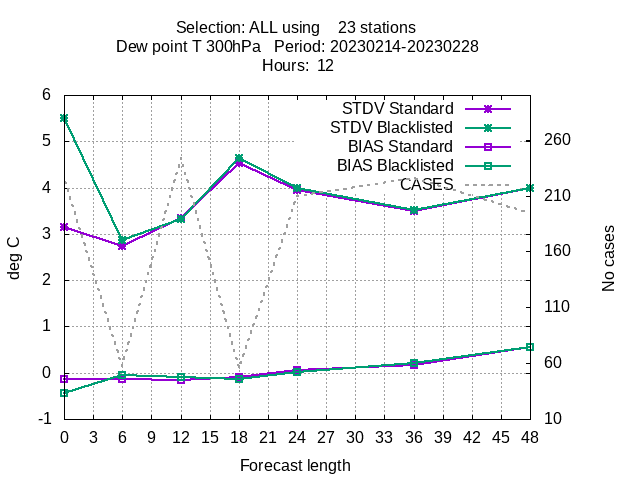 Selection: ALL using    23 stations
Dew point T 300hPa   Period: 20230214-20230228
Hours:  12
STDV Standard
STDV Blacklisted
BIAS Standard
BIAS Blacklisted
CASES
6
5
4
3
2
1
0
-1
deg C
260
210
160
110
60
10
No cases
0 3 6 9 12 15 18 21 24 27 30 33 36 39 42 45 48
Forecast length